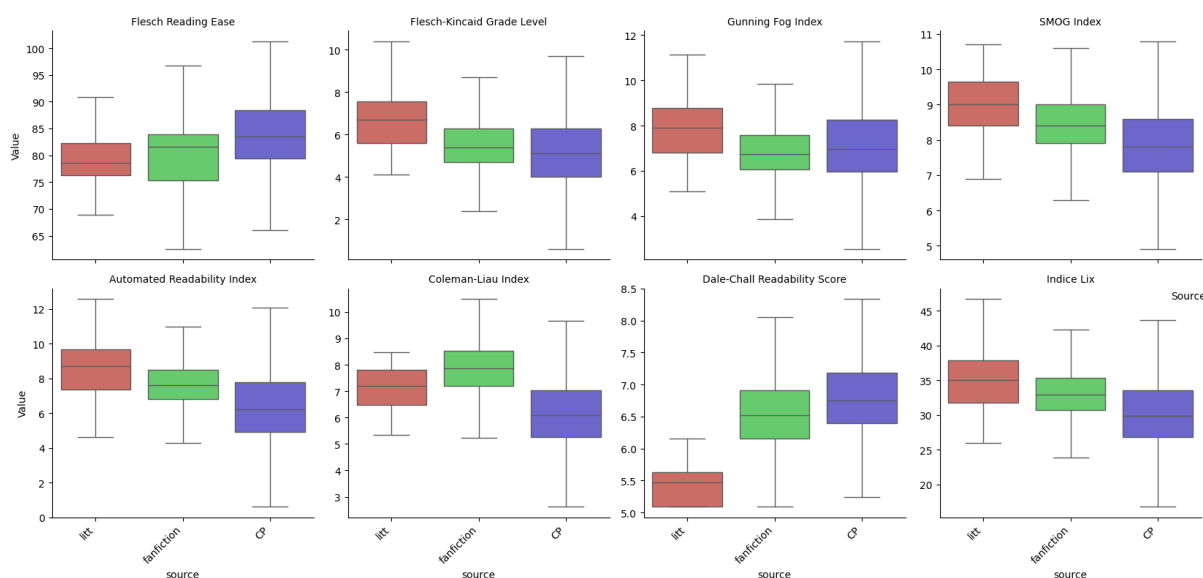 Flesch Reading Ease
Flesch-Kincaid Grade Level
Gunning Fog Index
SMOG Index
Value
100
95
90
85
80
75
70
65
10
8
6
4
2
12
10
8
6
4
11
10
9
8
7
6
5
Automated Readability Index
Coleman-Liau Index
Dale-Chall Readability Score
Indice Lix
Source
Value
12
10
8
6
4
2
0
10
9
8
7
6
5
4
3
8.5
8.0
7.5
7.0
6.5
6.0
5.5
5.0
45
40
35
30
25
20
litt
fanfiction
CP
source
litt
fanfiction
CP
source
litt
fanfiction
CP
source
litt
fanfiction
CP
source